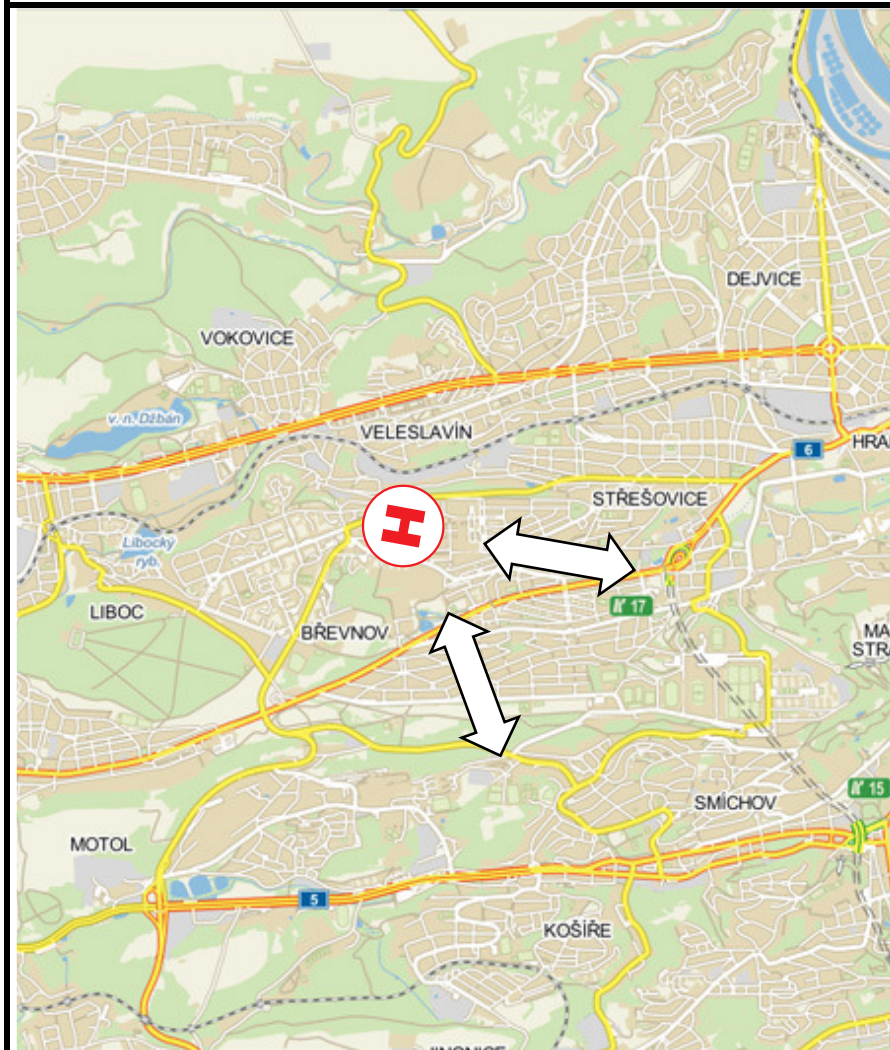 DEJVICE
VOKOVICE
v. n. Džbán
VELESLAVÍN
6
HRA
STŘEŠOVICE
H
Libocký
ryb.
LIBOC
17
BŘEVNOV
MA
STRA
15
SMÍCHOV
MOTOL
5
KOŠÍŘE